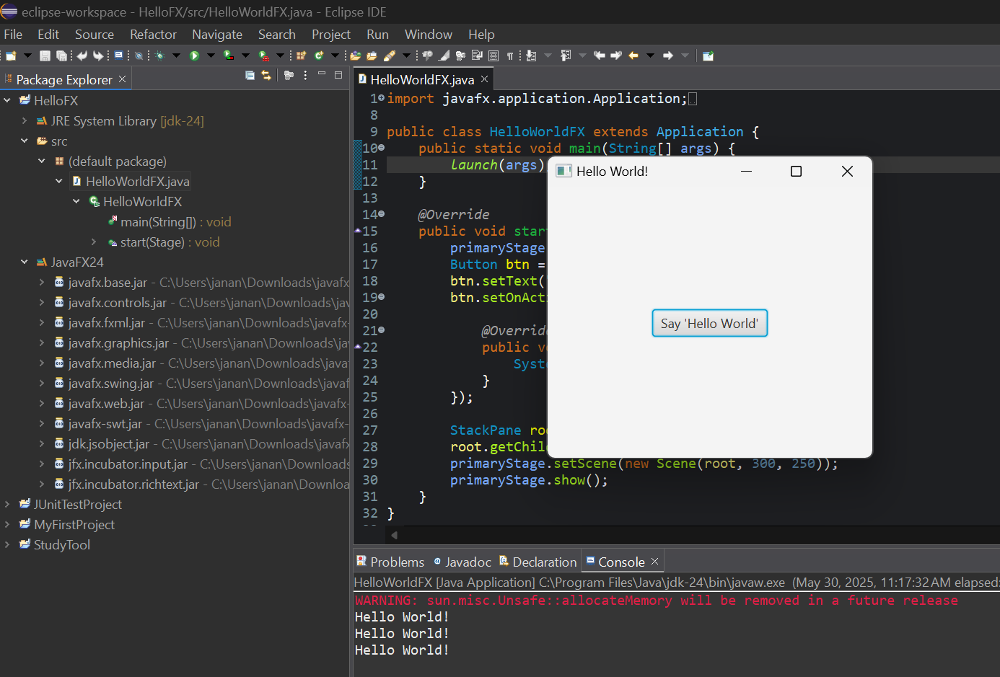 eclipse-workspace - HelloFX/src/HelloWorldFX.java - Eclipse IDE
File Edit Source Refactor Navigate Search Project Run Window Help
Package Explorer
HelloFX
JRE System Library [jdk-24]
src
(default package)
HelloWorldFX.java
HelloWorldFX
main(String[]) : void
start(Stage) : void
JavaFX24
javafx.base.jar - C:\Users\janan\Downloads\javafx
javafx.controls.jar - C:\Users\janan\Downloads\jav
javafx.fxml.jar - C:\Users\janan\Downloads\javafx-
javafx.graphics.jar - C:\Users\janan\Downloads\jav
javafx.media.jar - C:\Users\janan\Downloads\javaf
javafx.swing.jar - C:\Users\janan\Downloads\javaf
javafx.web.jar - C:\Users\janan\Downloads\javafx-
javafx-swt.jar - C:\Users\janan\Downloads\javafx-
jdk.jsobject.jar - C:\Users\janan\Downloads\javafx
jfx.incubator.input.jar - C:\Users\janan\Downloads
jfx.incubator.richtext.jar - C:\Users\janan\Downloa
JUnitTestProject
MyFirstProject
StudyTool
HelloWorldFX.java
1 import javafx.application.Application;
8
9 public class HelloWorldFX extends Application {
10 public static void main(String[] args) {
11 launch(args)
12 }
13
14 @Override
15 public void star
16 primaryStage
17 Button btn =
18 btn.setText(
19 btn.setOnActi
20
21 @Override
22 public vo
23 Syste
24 }
25 });
26
27 StackPane roo
28 root.getChil
29 primaryStage.setScene(new Scene(root, 300, 250));
30 primaryStage.show();
31 }
32 }
Hello World!
Say 'Hello World'
Problems Javadoc Declaration Console
HelloWorldFX [Java Application] C:\Program Files\Java\jdk-24\bin\javaw.exe (May 30, 2025, 11:17:32 AM elapsed:
WARNING: sun.misc.Unsafe::allocateMemory will be removed in a future release
Hello World!
Hello World!
Hello World!